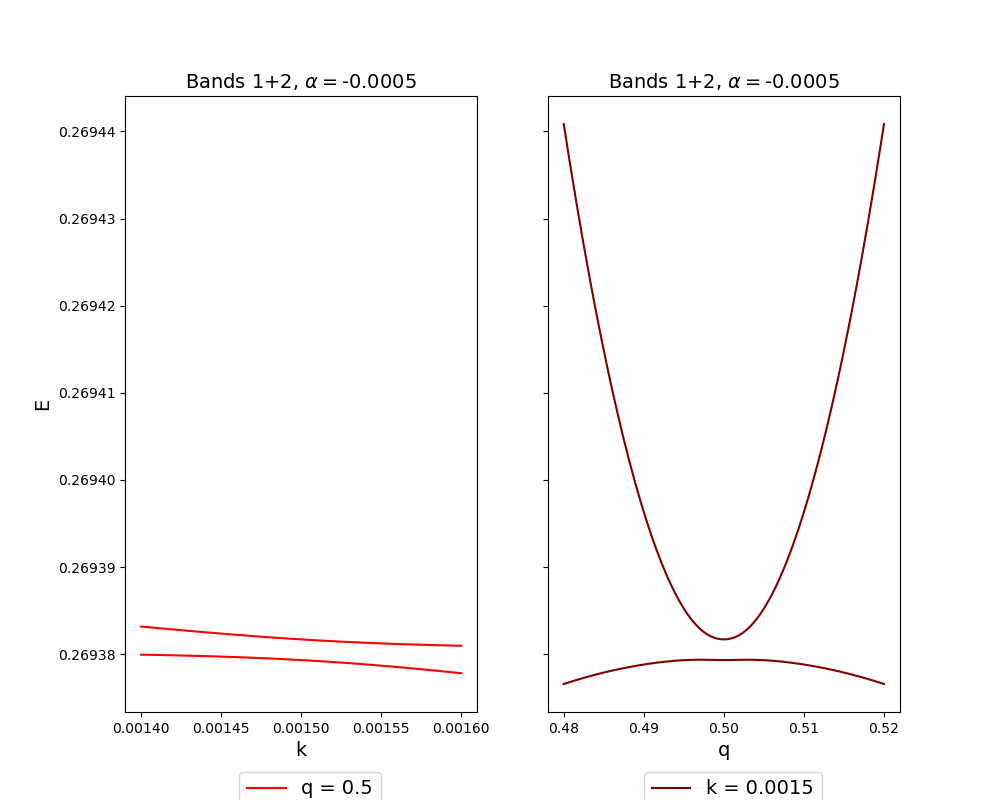 Bands 1+2, α = -0.0005
0.26944
0.26943
0.26942
0.26941
0.26940
0.26939
0.26938
E
0.00140 0.00145 0.00150 0.00155 0.00160
k
q = 0.5
Bands 1+2, α = -0.0005
0.48 0.49 0.50 0.51 0.52
q
k = 0.0015